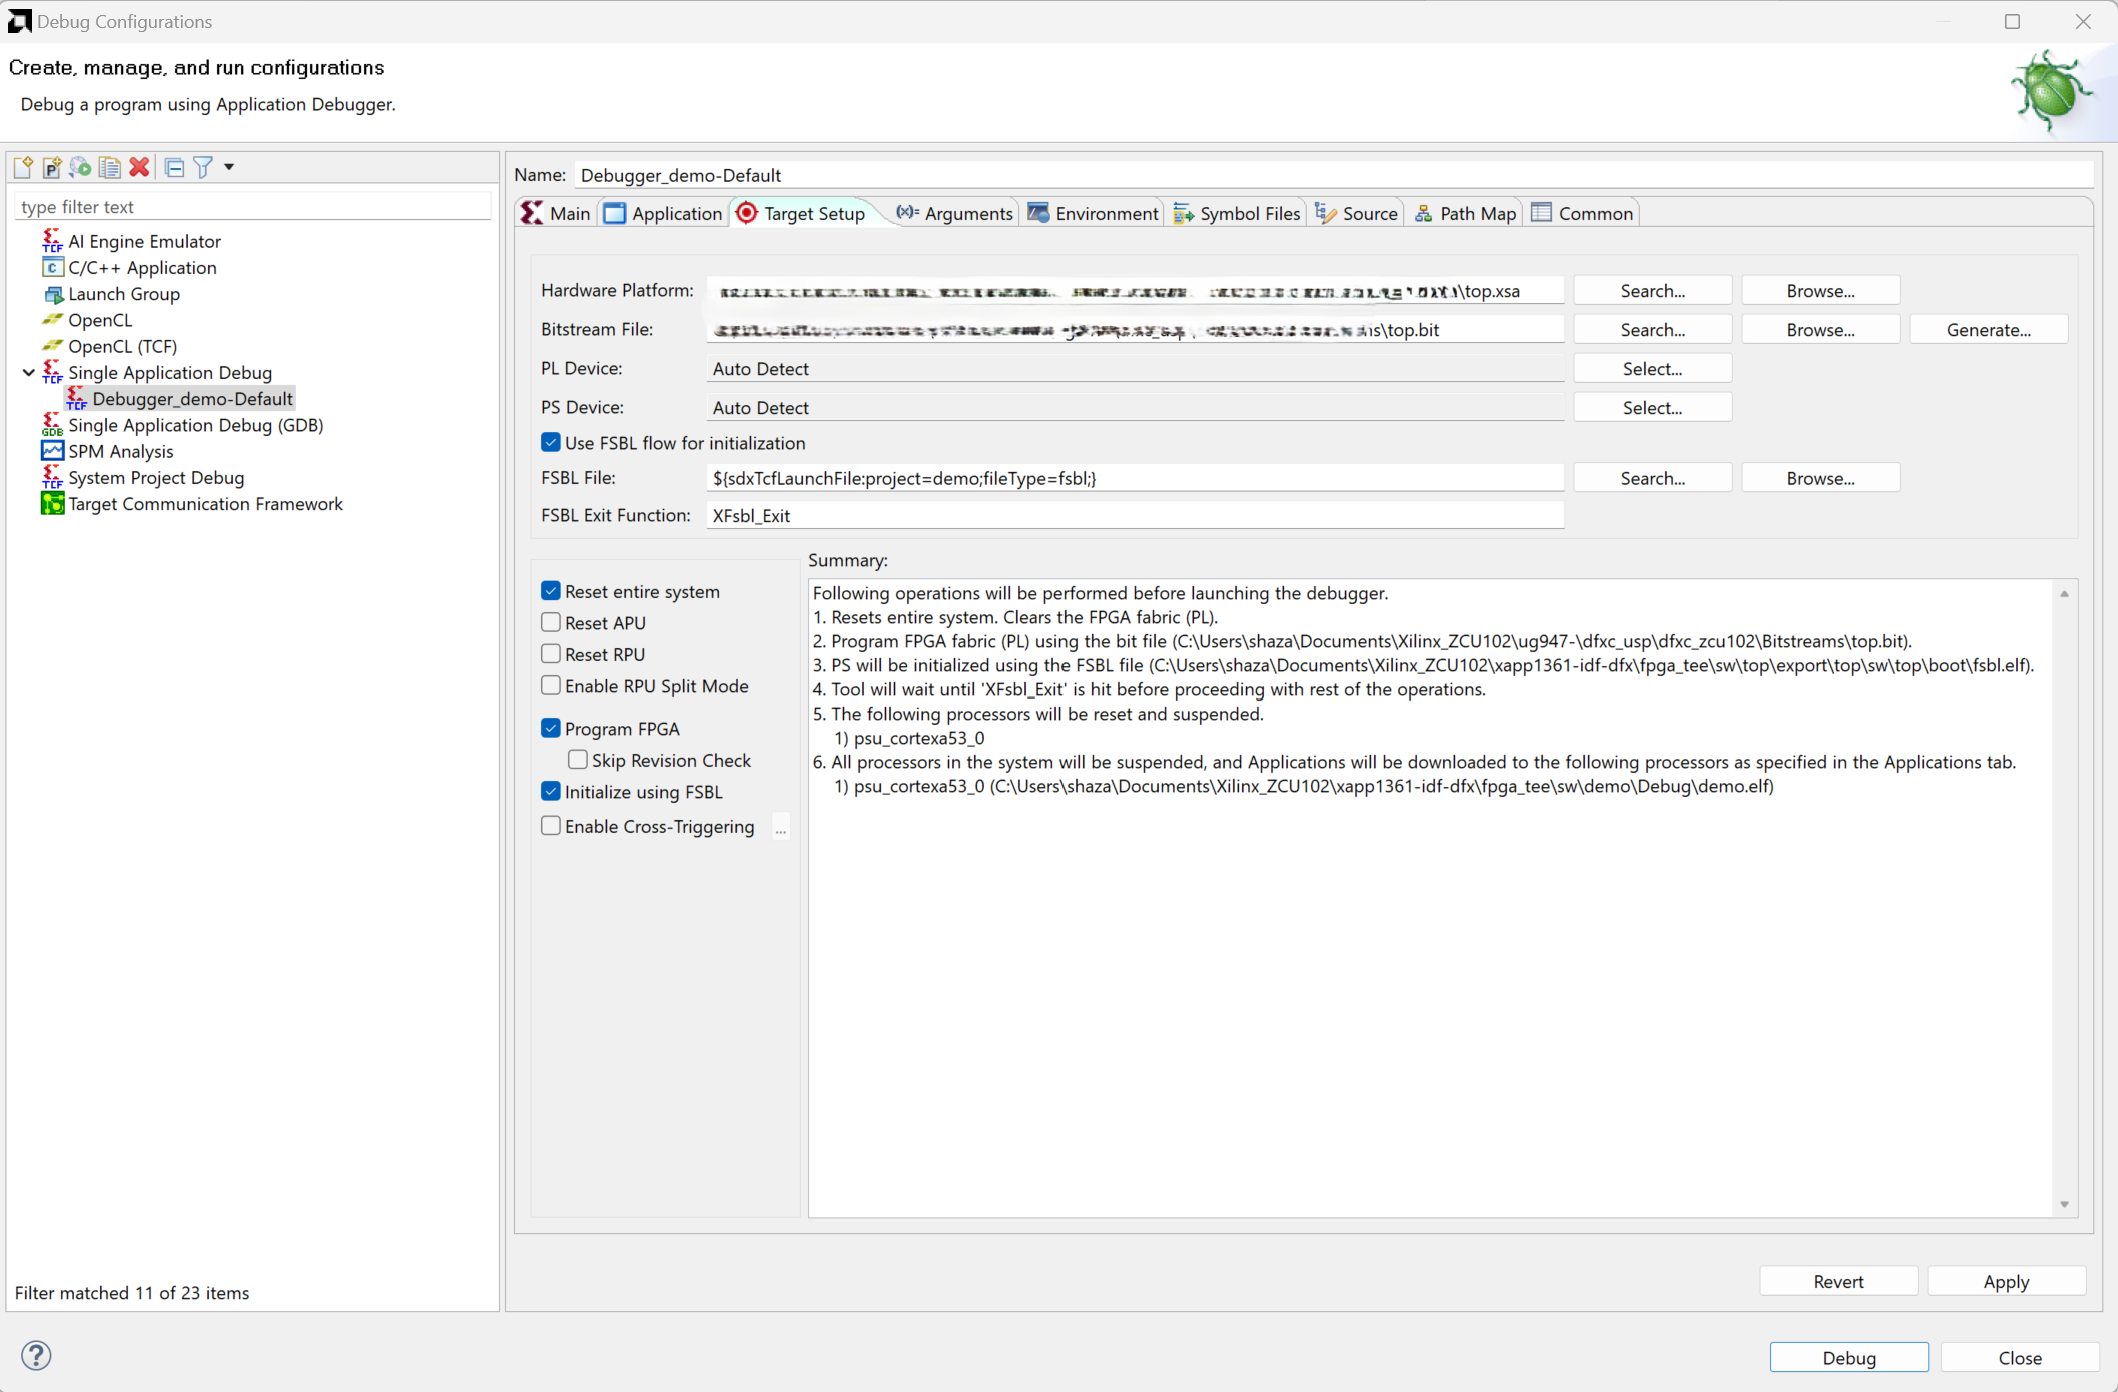 Debug Configurations
Create, manage, and run configurations
Debug a program using Application Debugger.
type filter text
AI Engine Emulator
C/C++ Application
Launch Group
OpenCL
OpenCL (TCF)
Single Application Debug
Debugger_demo-Default
Single Application Debug (GDB)
SPM Analysis
System Project Debug
Target Communication Framework
Filter matched 11 of 23 items
Name: Debugger_demo-Default
Main Application Target Setup Arguments Environment Symbol Files Source Path Map Common
Hardware Platform: \top.xsa Search... Browse...
Bitstream File: \top.bit Search... Browse... Generate...
PL Device: Auto Detect Select...
PS Device: Auto Detect Select...
Use FSBL flow for initialization
FSBL File: ${sdxTcfLaunchFile:project=demo;fileType=fsbl;} Search... Browse...
FSBL Exit Function: XFsbl_Exit
Reset entire system
Reset APU
Reset RPU
Enable RPU Split Mode
Program FPGA
Skip Revision Check
Initialize using FSBL
Enable Cross-Triggering ...
Summary:
Following operations will be performed before launching the debugger.
1. Resets entire system. Clears the FPGA fabric (PL).
2. Program FPGA fabric (PL) using the bit file (C:\Users\shaza\Documents\Xilinx_ZCU102\ug947-\dfxc_usp\dfxc_zcu102\Bitstreams\top.bit).
3. PS will be initialized using the FSBL file (C:\Users\shaza\Documents\Xilinx_ZCU102\xapp1361-idf-dfx\fpga_tee\sw\top\export\top\sw\top\boot\fsbl.elf).
4. Tool will wait until 'XFsbl_Exit' is hit before proceeding with rest of the operations.
5. The following processors will be reset and suspended.
1) psu_cortexa53_0
6. All processors in the system will be suspended, and Applications will be downloaded to the following processors as specified in the Applications tab.
1) psu_cortexa53_0 (C:\Users\shaza\Documents\Xilinx_ZCU102\xapp1361-idf-dfx\fpga_tee\sw\demo\Debug\demo.elf)
Revert Apply
Debug Close